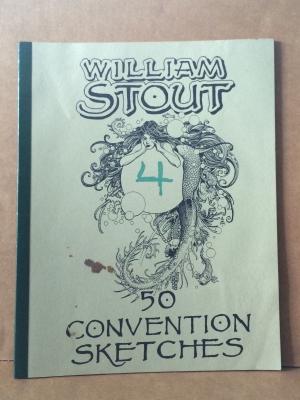 WILLIAM
STOUT
4
50
CONVENTION
SKETCHES